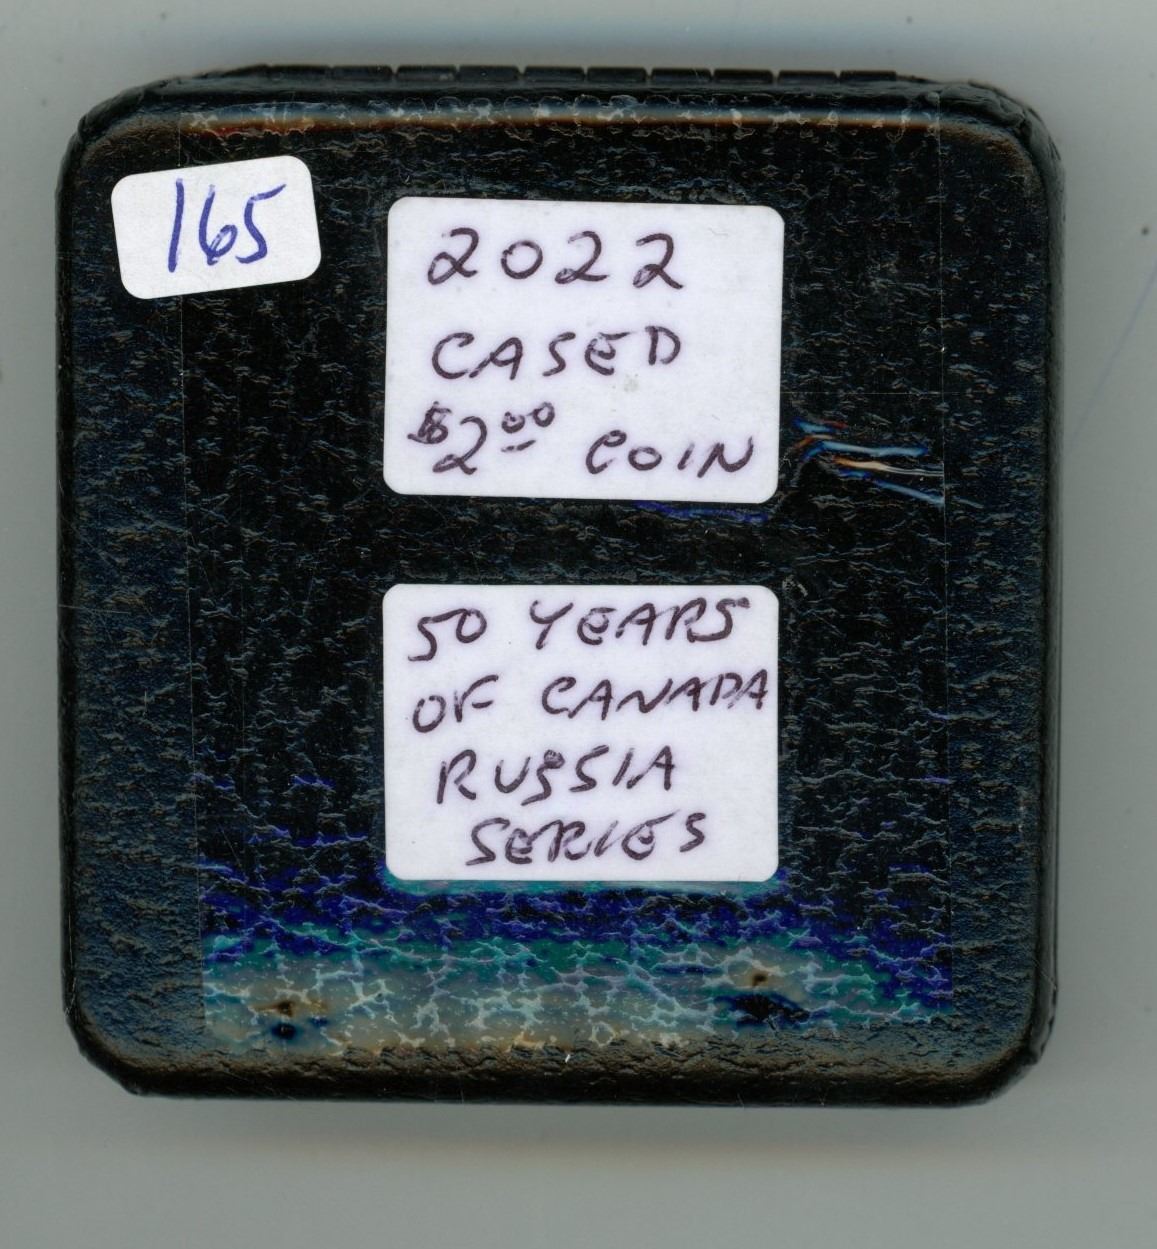 165
2022
CASED
$2.00 COIN
50 YEARS
OF CANADA
RUSSIA
SERIES